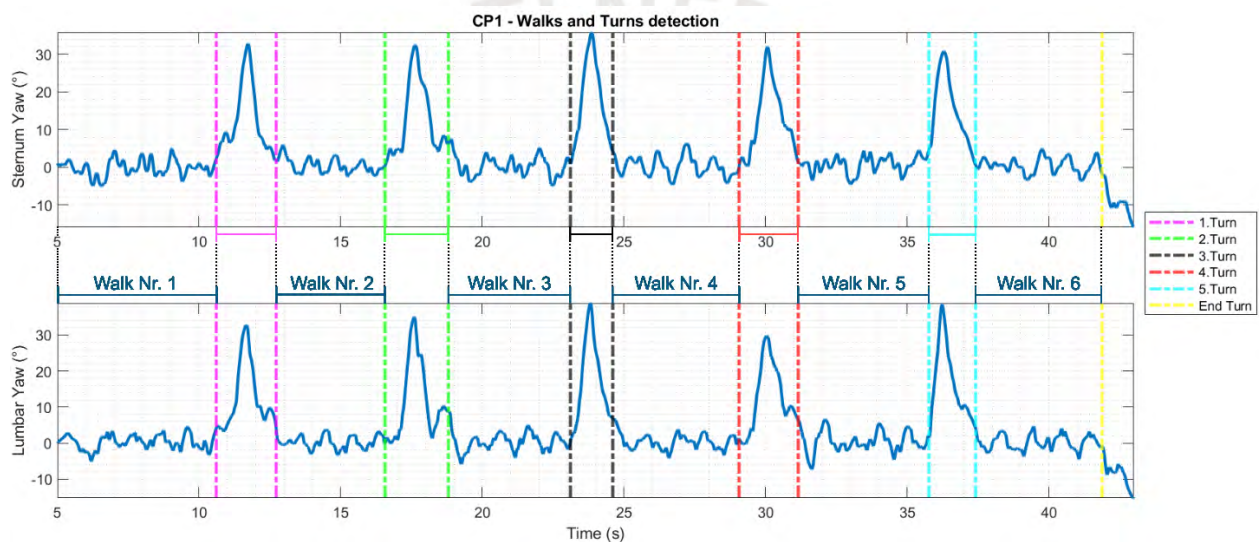 CP1 - Walks and Turns detection
Sternum Yaw (°)
30
20
10
0
-10
5 10 15 20 25 30 35 40
Walk Nr. 1 Walk Nr. 2 Walk Nr. 3 Walk Nr. 4 Walk Nr. 5 Walk Nr. 6
1.Turn
2.Turn
3.Turn
4.Turn
5.Turn
End Turn
Lumbar Yaw (°)
30
20
10
0
-10
5 10 15 20 25 30 35 40
Time (s)